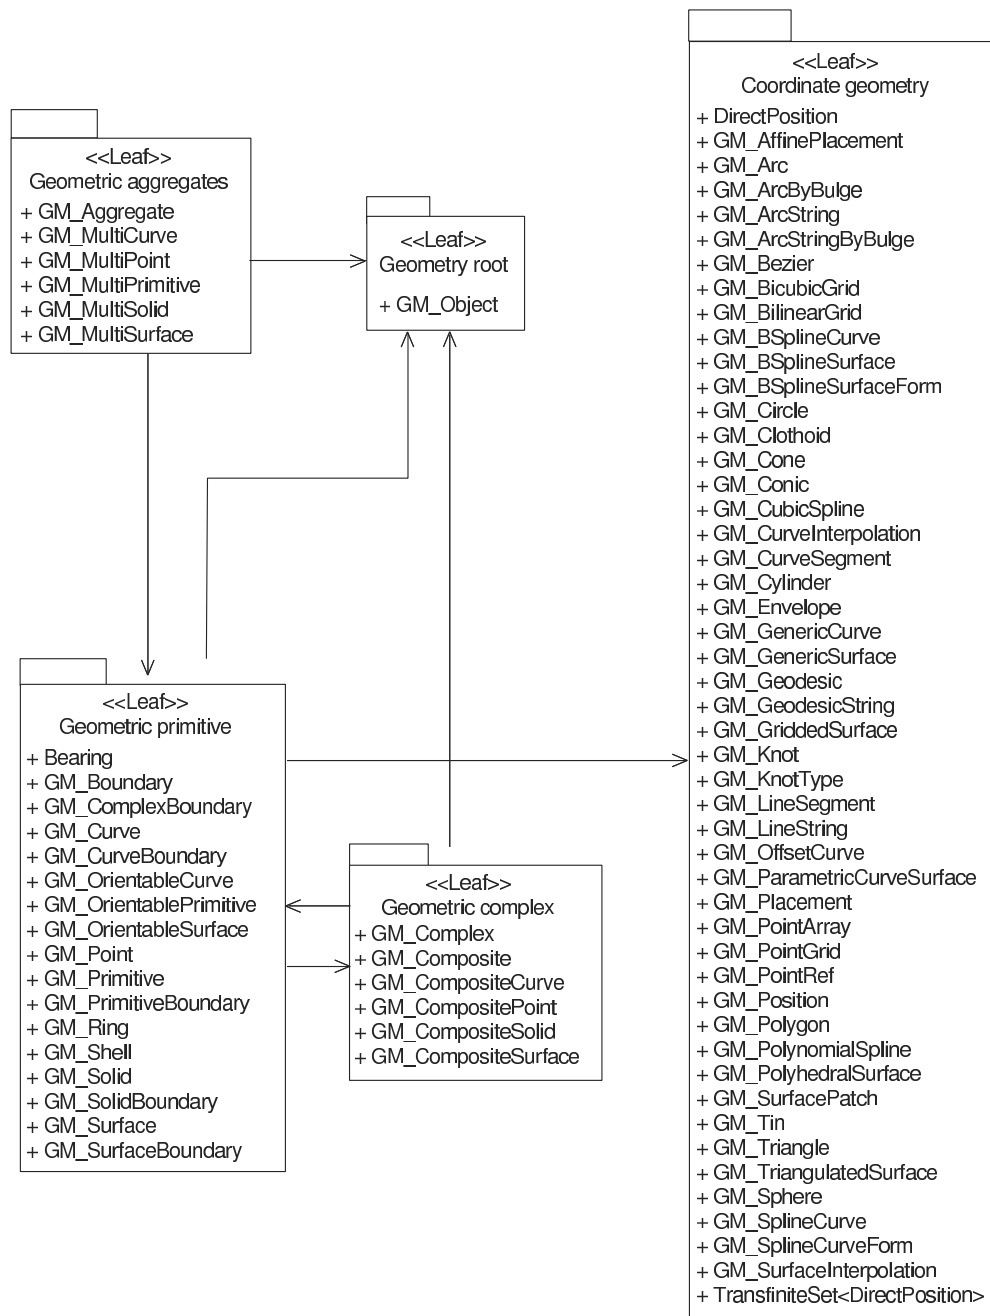 <<Leaf>>
Geometric aggregates
+ GM_Aggregate
+ GM_MultiCurve
+ GM_MultiPoint
+ GM_MultiPrimitive
+ GM_MultiSolid
+ GM_MultiSurface
<<Leaf>>
Geometry root
+ GM_Object
<<Leaf>>
Geometric primitive
+ Bearing
+ GM_Boundary
+ GM_ComplexBoundary
+ GM_Curve
+ GM_CurveBoundary
+ GM_OrientableCurve
+ GM_OrientablePrimitive
+ GM_OrientableSurface
+ GM_Point
+ GM_Primitive
+ GM_PrimitiveBoundary
+ GM_Ring
+ GM_Shell
+ GM_Solid
+ GM_SolidBoundary
+ GM_Surface
+ GM_SurfaceBoundary
<<Leaf>>
Geometric complex
+ GM_Complex
+ GM_Composite
+ GM_CompositeCurve
+ GM_CompositePoint
+ GM_CompositeSolid
+ GM_CompositeSurface
<<Leaf>>
Coordinate geometry
+ DirectPosition
+ GM_AffinePlacement
+ GM_Arc
+ GM_ArcByBulge
+ GM_ArcString
+ GM_ArcStringByBulge
+ GM_Bezier
+ GM_BicubicGrid
+ GM_BilinearGrid
+ GM_BSplineCurve
+ GM_BSplineSurface
+ GM_BSplineSurfaceForm
+ GM_Circle
+ GM_Clothoid
+ GM_Cone
+ GM_Conic
+ GM_CubicSpline
+ GM_CurveInterpolation
+ GM_CurveSegment
+ GM_Cylinder
+ GM_Envelope
+ GM_GenericCurve
+ GM_GenericSurface
+ GM_Geodesic
+ GM_GeodesicString
+ GM_GriddedSurface
+ GM_Knot
+ GM_KnotType
+ GM_LineSegment
+ GM_LineString
+ GM_OffsetCurve
+ GM_ParametricCurveSurface
+ GM_Placement
+ GM_PointArray
+ GM_PointGrid
+ GM_PointRef
+ GM_Position
+ GM_Polygon
+ GM_PolynomialSpline
+ GM_PolyhedralSurface
+ GM_SurfacePatch
+ GM_Tin
+ GM_Triangle
+ GM_TriangulatedSurface
+ GM_Sphere
+ GM_SplineCurve
+ GM_SplineCurveForm
+ GM_SurfaceInterpolation
+ TransfiniteSet<DirectPosition>